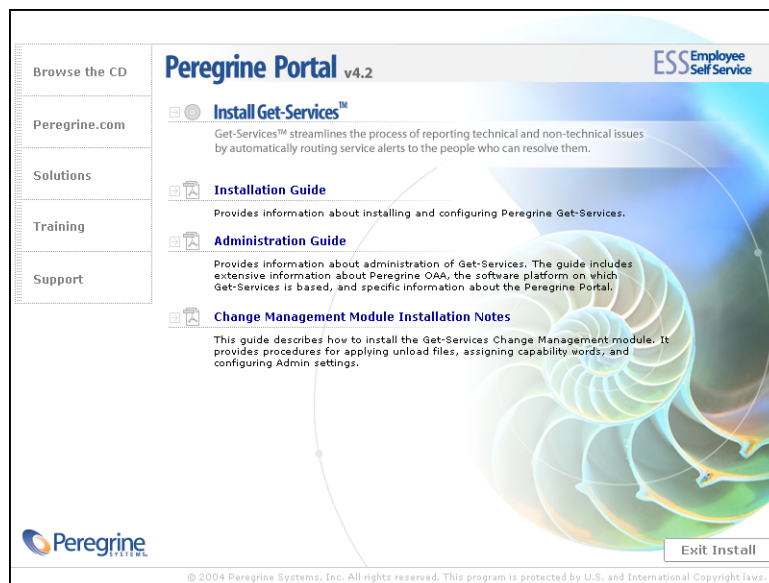 Peregrine Portal v4.2
ESS Employee
Self Service
Browse the CD
Peregrine.com
Solutions
Training
Support
Install Get-Services™
Get-Services™ streamlines the process of reporting technical and non-technical issues
by automatically routing service alerts to the people who can resolve them.
Installation Guide
Provides information about installing and configuring Peregrine Get-Services.
Administration Guide
Provides information about administration of Get-Services. The guide includes
extensive information about Peregrine OAA, the software platform on which
Get-Services is based, and specific information about the Peregrine Portal.
Change Management Module Installation Notes
This guide describes how to install the Get-Services Change Management module. It
provides procedures for applying unload files, assigning capability words, and
configuring Admin settings.
Peregrine
SYSTEMS
Exit Install
© 2004 Peregrine Systems, Inc. All rights reserved. This program is protected by U.S. and International Copyright laws.